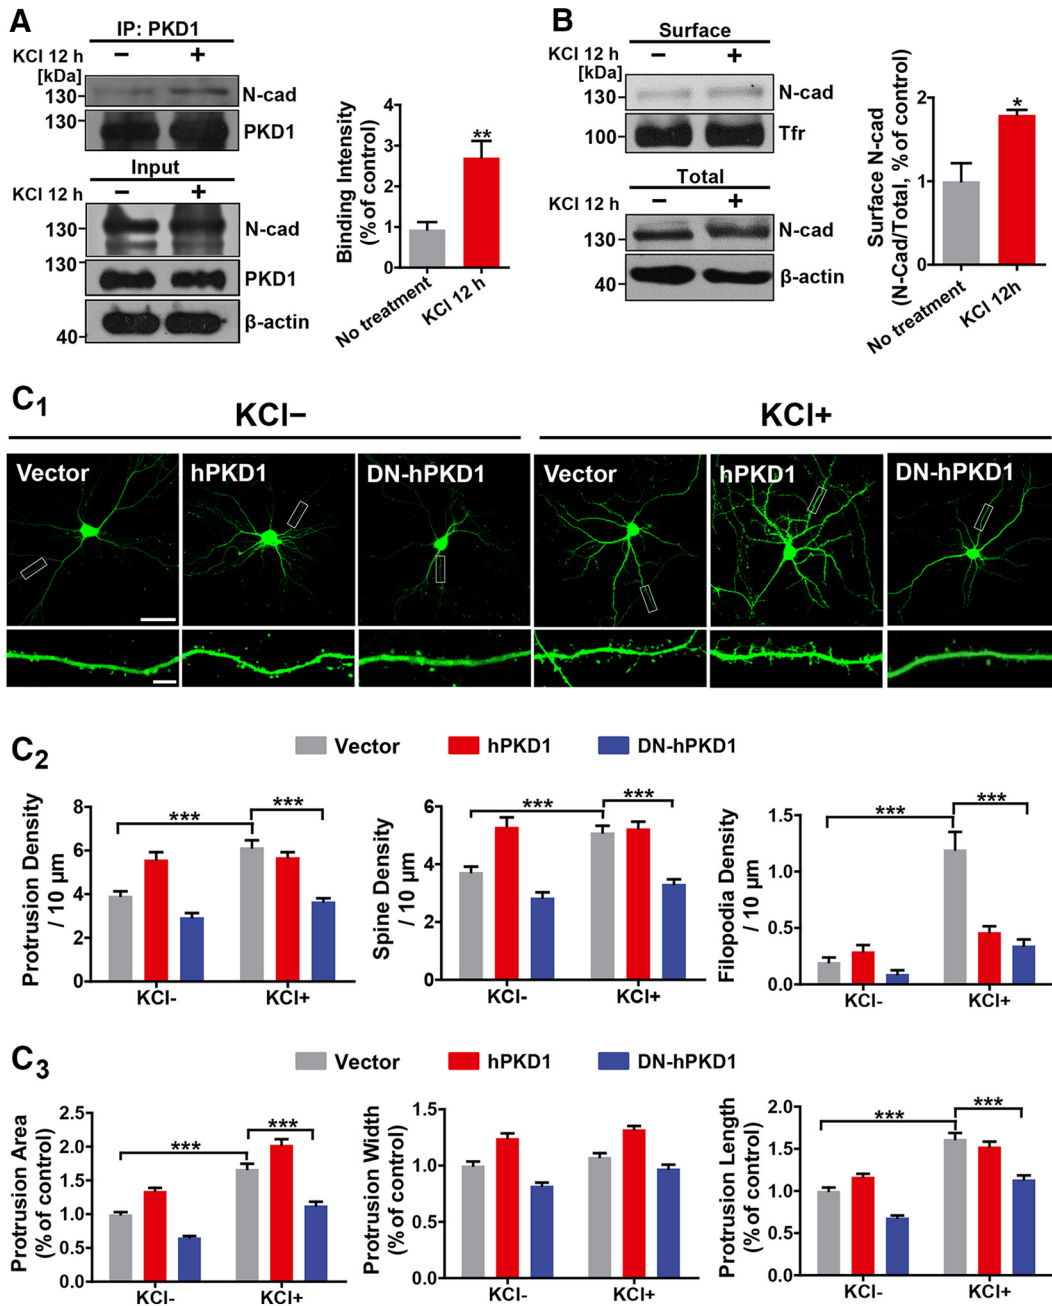 A
IP: PKD1
KCl 12 h − +
[kDa]
130 N-cad
130 PKD1
Input
KCl 12 h − +
130 N-cad
130 PKD1
β-actin
40
Binding Intensity
(% of control)
4
3
2
1
0
**
No treatment
KCl 12 h
B
Surface
KCl 12 h − +
[kDa]
130 N-cad
100 Tfr
Total
KCl 12 h − +
130 N-cad
40 β-actin
Surface N-cad
(N-Cad/Total, % of control)
2
1
0
*
No treatment
KCl 12h
C1
KCl− KCl+
Vector hPKD1 DN-hPKD1 Vector hPKD1 DN-hPKD1
C2
Vector hPKD1 DN-hPKD1
Protrusion Density
/ 10 μm
8
6
4
2
0
*** ***
KCl- KCl+
Spine Density
/ 10 μm
6
4
2
0
*** ***
KCl- KCl+
Filopodia Density
/ 10 μm
1.5
1.0
0.5
0.0
*** ***
KCl- KCl+
C3
Vector hPKD1 DN-hPKD1
Protrusion Area
(% of control)
2.5
2.0
1.5
1.0
0.5
0.0
*** ***
KCl- KCl+
Protrusion Width
(% of control)
1.5
1.0
0.5
0.0
KCl- KCl+
Protrusion Length
(% of control)
2.0
1.5
1.0
0.5
0.0
*** ***
KCl- KCl+